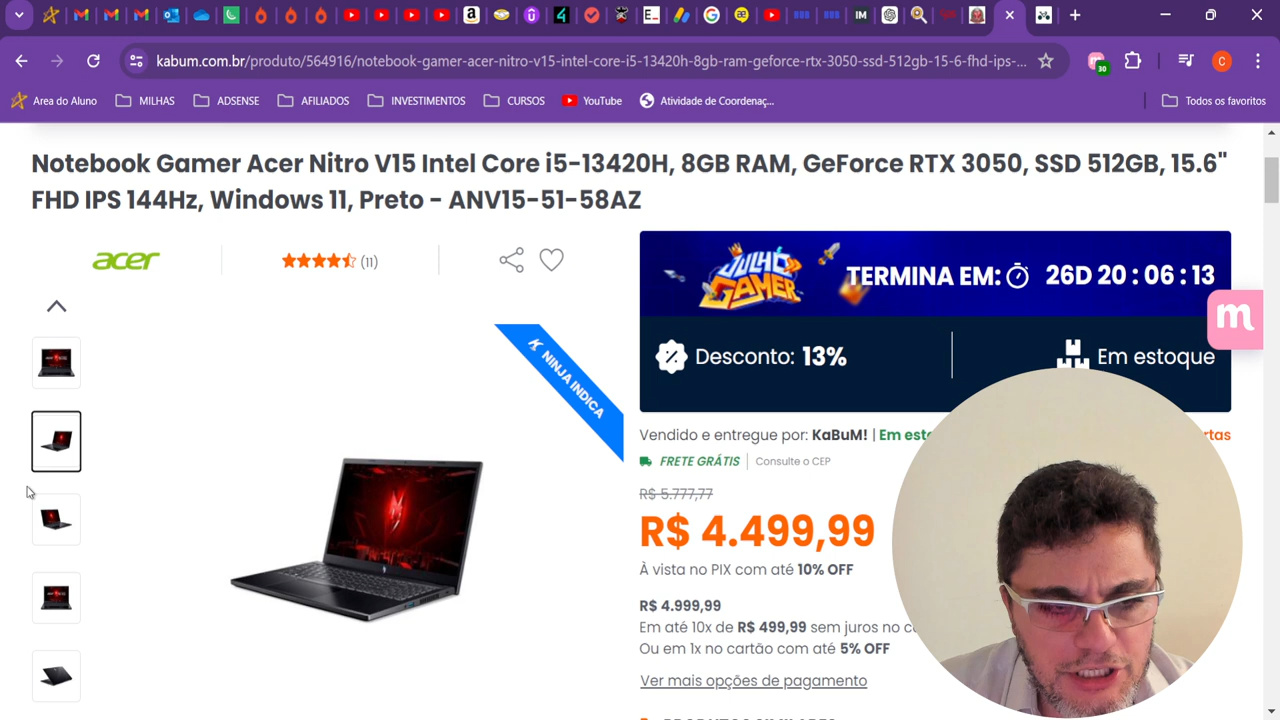 kabum.com.br/produto/564916/notebook-gamer-acer-nitro-v15-intel-core-i5-13420h-8gb-ram-geforce-rtx-3050-ssd-512gb-15-6-fhd-ips-...
30
C
Area do Aluno
MILHAS
ADSENSE
AFILIADOS
INVESTIMENTOS
CURSOS
YouTube
Atividade de Coordenaç...
Todos os favoritos
Notebook Gamer Acer Nitro V15 Intel Core i5-13420H, 8GB RAM, GeForce RTX 3050, SSD 512GB, 15.6"
FHD IPS 144Hz, Windows 11, Preto - ANV15-51-58AZ
acer
(11)
JULHO
GAMER
TERMINA EM: 26D 20 : 06 : 13
m
NINJA INDICA
Desconto: 13%
Em estoque
Vendido e entregue por: KaBuM! | Em esto
rtas
FRETE GRÁTIS
Consulte o CEP
R$ 5.777,77
R$ 4.499,99
À vista no PIX com até 10% OFF
R$ 4.999,99
Em até 10x de R$ 499,99 sem juros no ca
Ou em 1x no cartão com até 5% OFF
Ver mais opções de pagamento
PRODUTOS SIMILARES